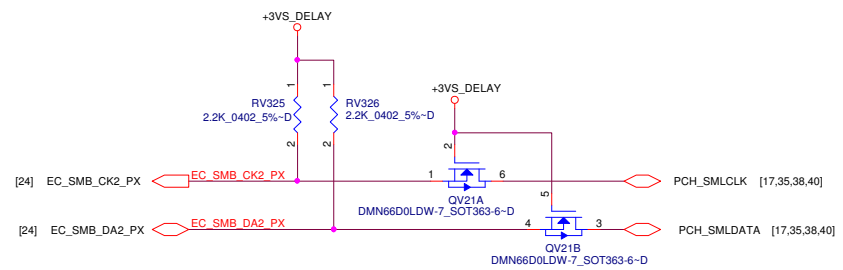 +3VS_DELAY
1
1
RV325
2.2K_0402_5%~D
RV326
2.2K_0402_5%~D
2
2
+3VS_DELAY
2
[24] EC_SMB_CK2_PX
EC_SMB_CK2_PX
1
6
PCH_SMLCLK [17,35,38,40]
QV21A
DMN66D0LDW-7_SOT363-6~D
5
[24] EC_SMB_DA2_PX
EC_SMB_DA2_PX
4
3
PCH_SMLDATA [17,35,38,40]
QV21B
DMN66D0LDW-7_SOT363-6~D